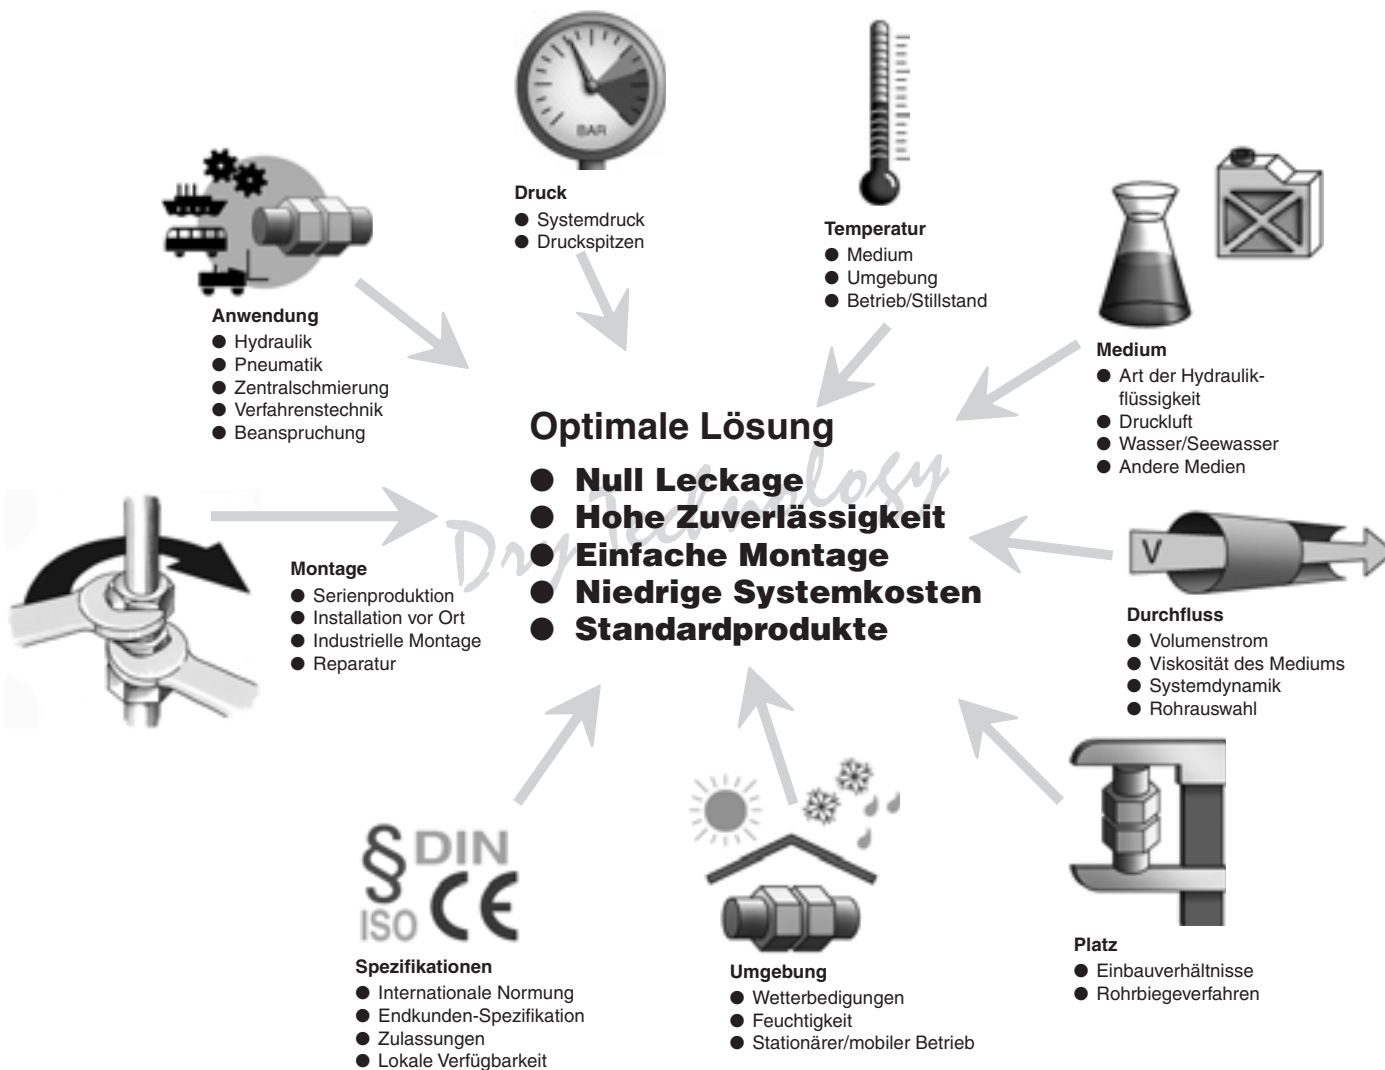 BAR
Druck
● Systemdruck
● Druckspitzen
Temperatur
● Medium
● Umgebung
● Betrieb/Stillstand
Anwendung
● Hydraulik
● Pneumatik
● Zentralschmierung
● Verfahrenstechnik
● Beanspruchung
Medium
● Art der Hydraulik-
flüssigkeit
● Druckluft
● Wasser/Seewasser
● Andere Medien
Optimale Lösung
● Null Leckage
● Hohe Zuverlässigkeit
● Einfache Montage
● Niedrige Systemkosten
● Standardprodukte
Dry Technology
Montage
● Serienproduktion
● Installation vor Ort
● Industrielle Montage
● Reparatur
V
Durchfluss
● Volumenstrom
● Viskosität des Mediums
● Systemdynamik
● Rohrauswahl
§ DIN
ISO CE
Spezifikationen
● Internationale Normung
● Endkunden-Spezifikation
● Zulassungen
● Lokale Verfügbarkeit
Umgebung
● Wetterbedigungen
● Feuchtigkeit
● Stationärer/mobiler Betrieb
Platz
● Einbauverhältnisse
● Rohrbiegeverfahren